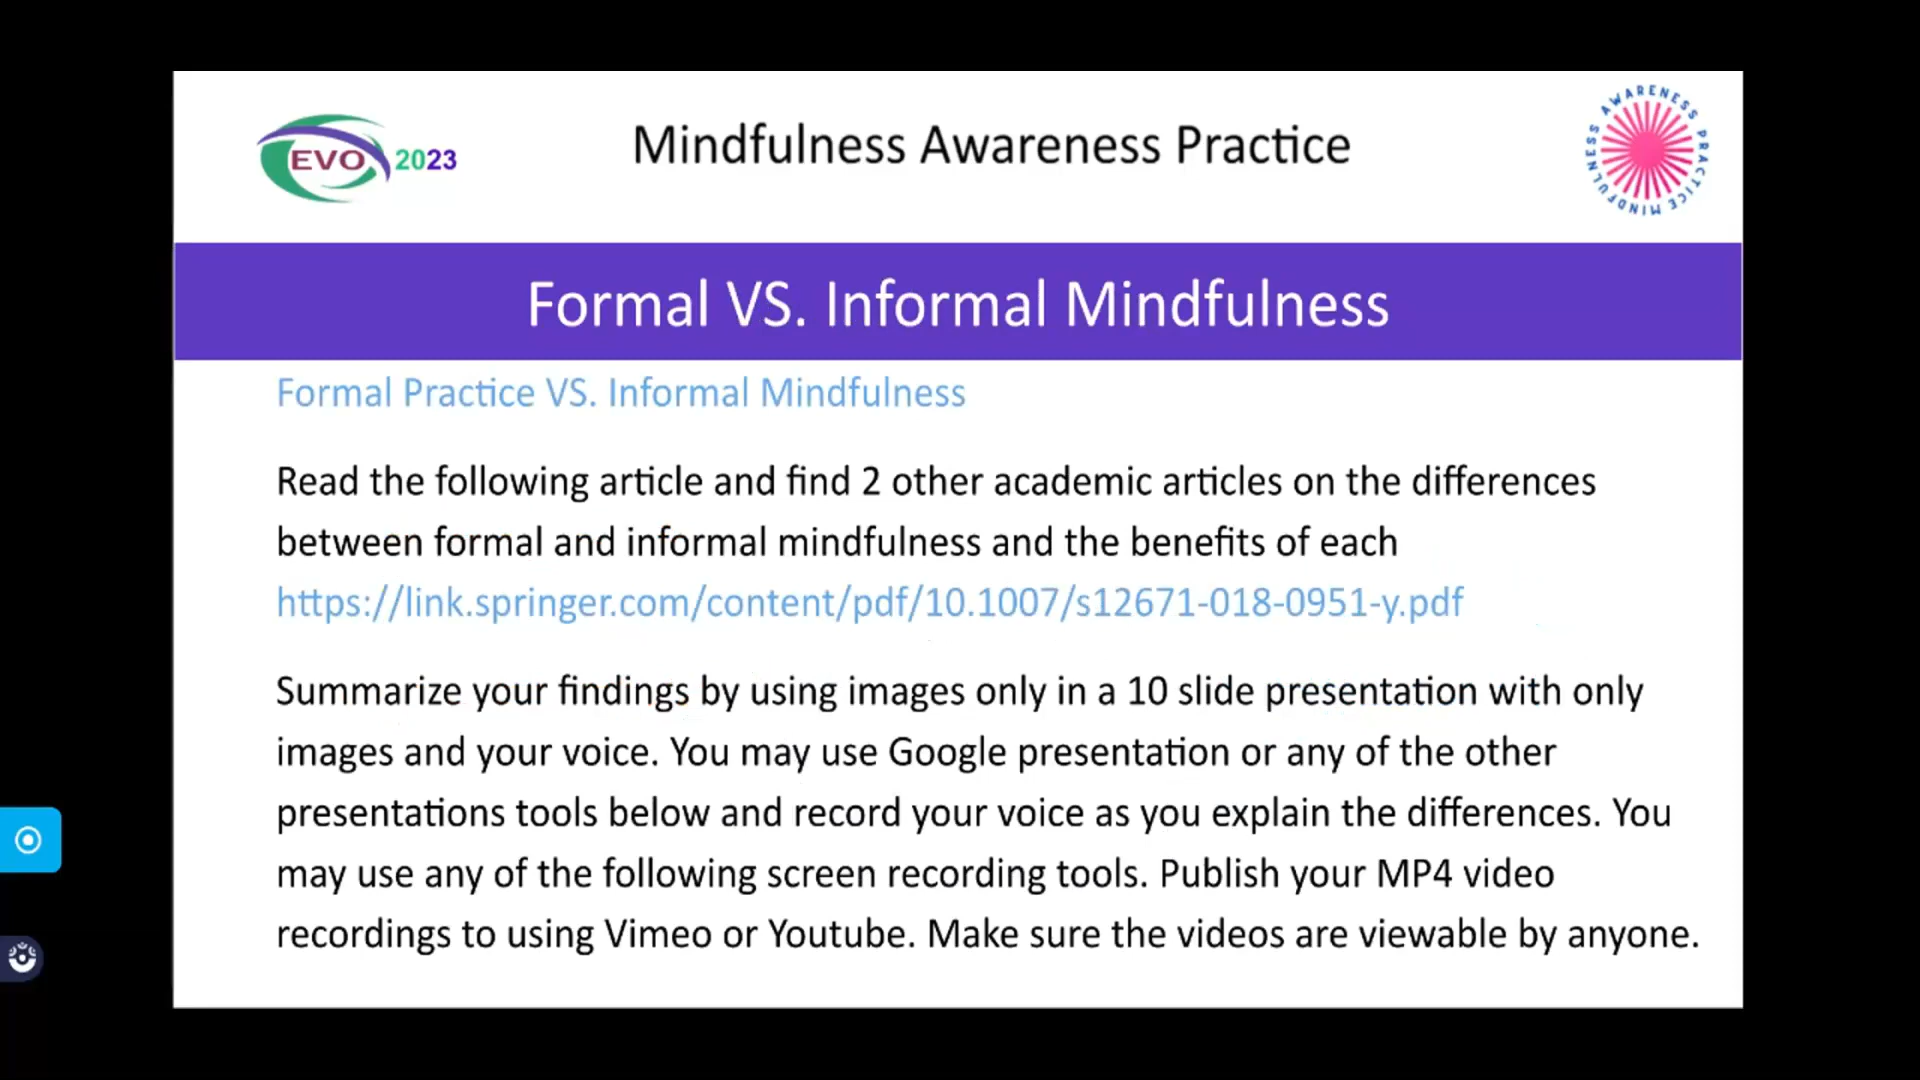 EVO 2023
Mindfulness Awareness Practice
MINDFULNESS AWARENESS PRACTICE
Formal VS. Informal Mindfulness
Formal Practice VS. Informal Mindfulness
Read the following article and find 2 other academic articles on the differences
between formal and informal mindfulness and the benefits of each
https://link.springer.com/content/pdf/10.1007/s12671-018-0951-y.pdf
Summarize your findings by using images only in a 10 slide presentation with only
images and your voice. You may use Google presentation or any of the other
presentations tools below and record your voice as you explain the differences. You
may use any of the following screen recording tools. Publish your MP4 video
recordings to using Vimeo or Youtube. Make sure the videos are viewable by anyone.